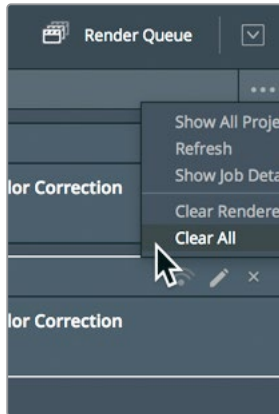 Render Queue
Show All Proje
Refresh
Show Job Deta
lor Correction
Clear Rendere
Clear All
lor Correction